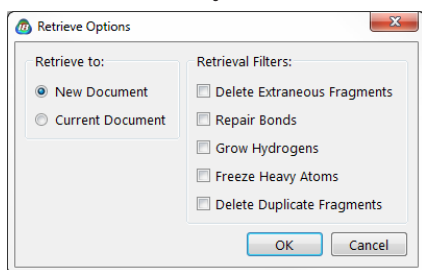 Retrieve Options
Retrieve to:
New Document
Current Document
Retrieval Filters:
Delete Extraneous Fragments
Repair Bonds
Grow Hydrogens
Freeze Heavy Atoms
Delete Duplicate Fragments
OK
Cancel